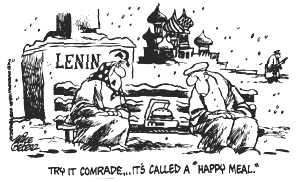 LENIN
TRY IT COMRADE... IT'S CALLED A "HAPPY MEAL."